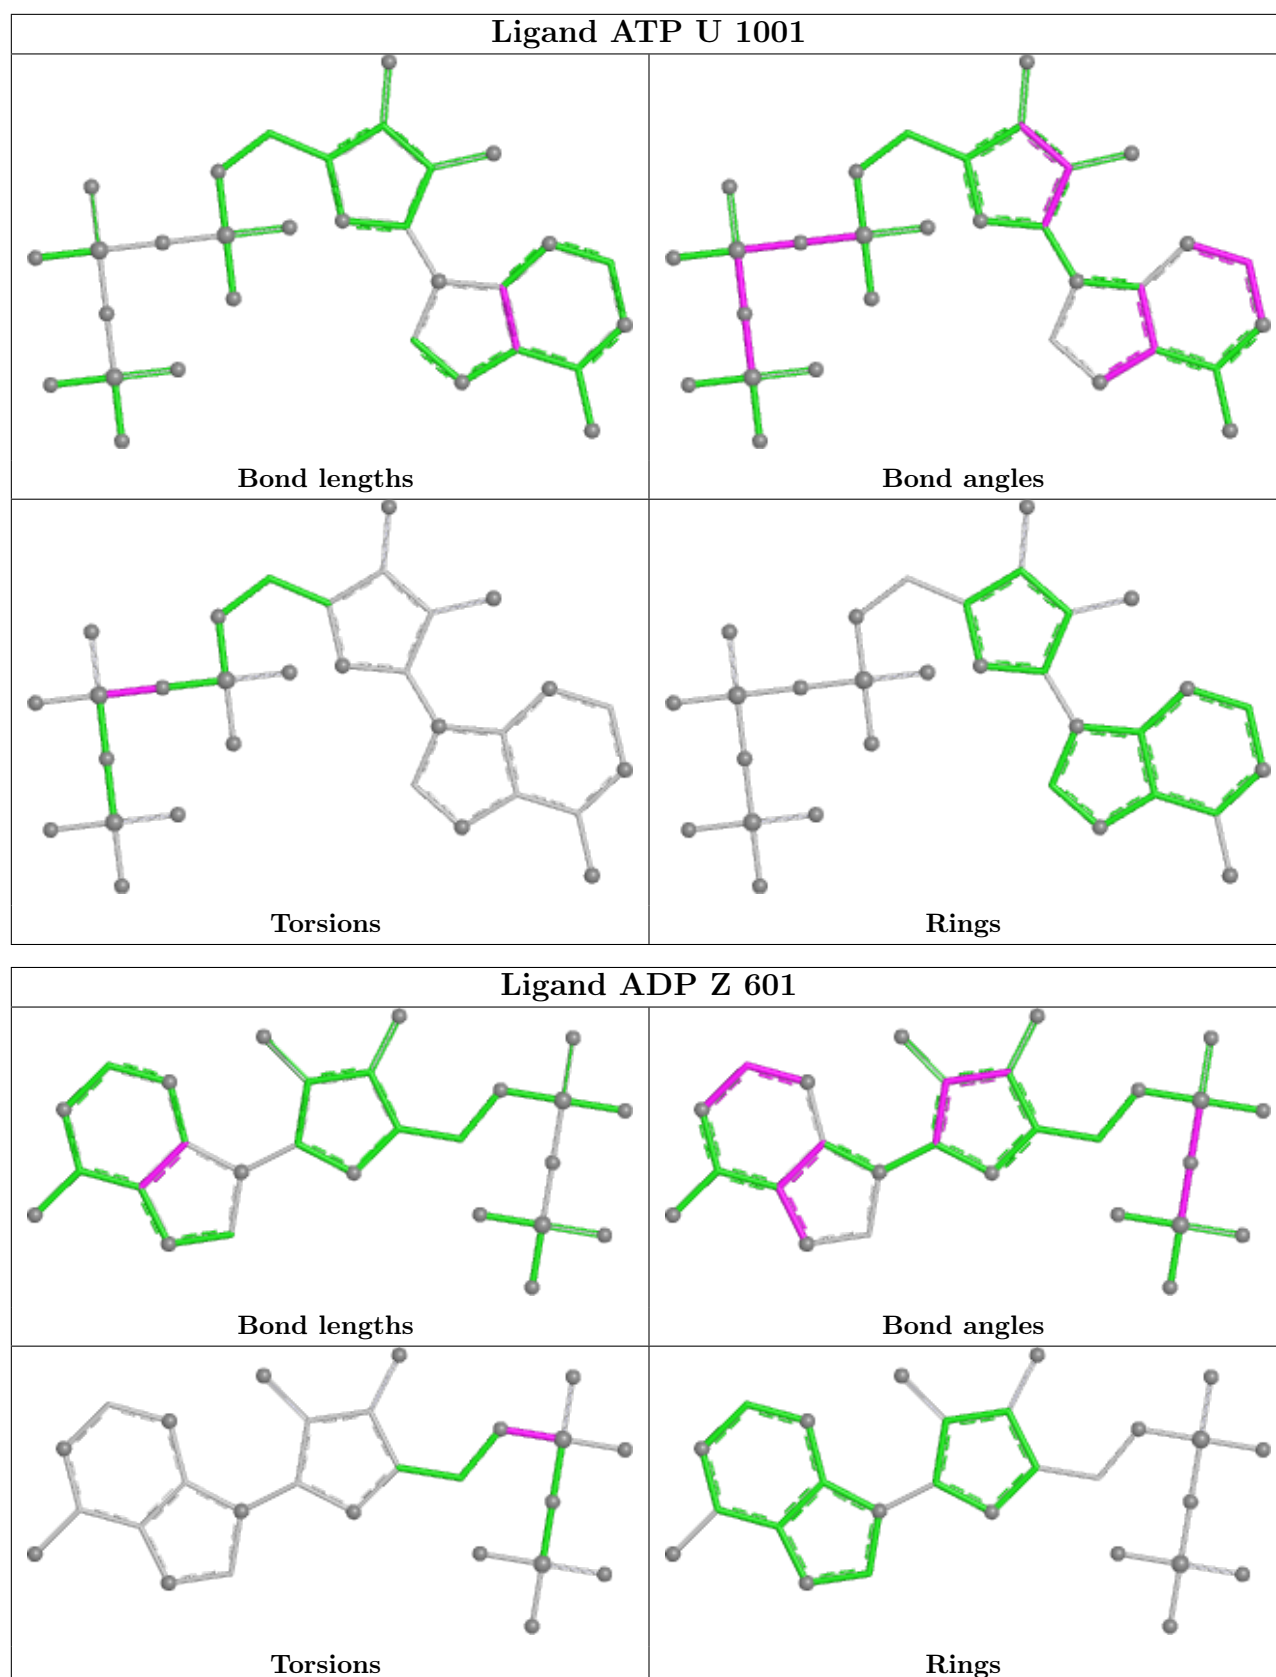 Ligand ATP U 1001
Bond lengths
Bond angles
Torsions
Rings
Ligand ADP Z 601
Bond lengths
Bond angles
Torsions
Rings